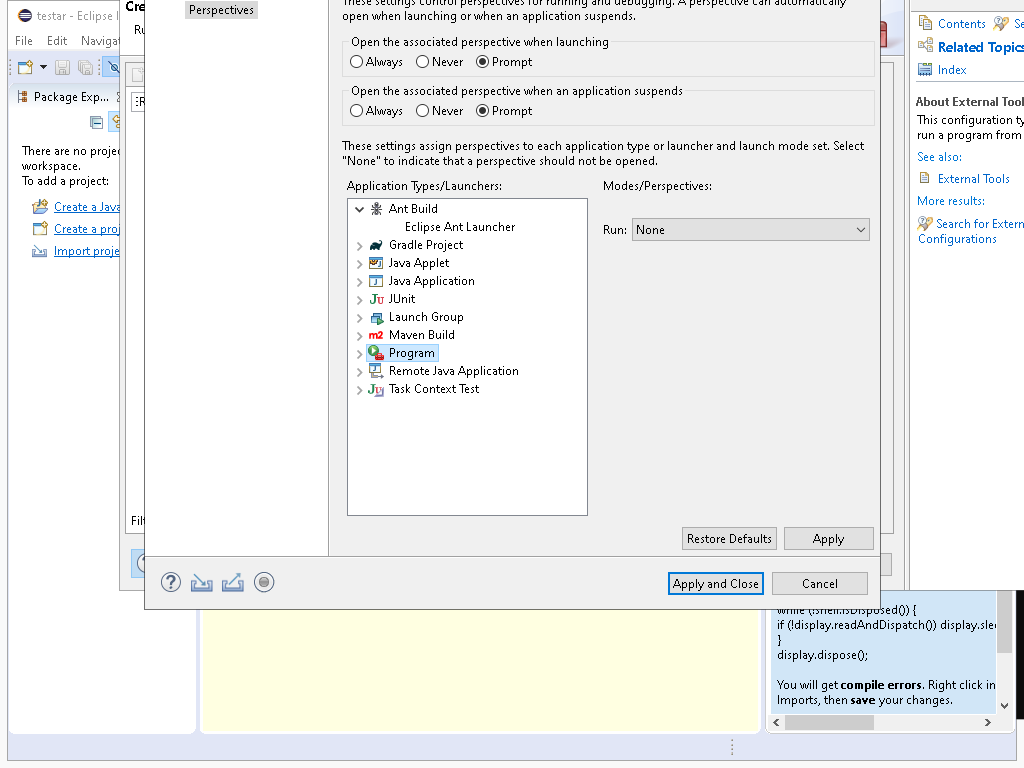 testar - Eclipse I
Cre
File
Edit
Navigat
Ru
Package Exp...
There are no proje
workspace.
To add a project:
Create a Java
Create a proj
Import proje
Filt
Perspectives
These settings control perspectives for running and debugging. A perspective can automatically
open when launching or when an application suspends.
Open the associated perspective when launching
Always
Never
Prompt
Open the associated perspective when an application suspends
Always
Never
Prompt
These settings assign perspectives to each application type or launcher and launch mode set. Select
"None" to indicate that a perspective should not be opened.
Application Types/Launchers:
Modes/Perspectives:
Ant Build
Eclipse Ant Launcher
Gradle Project
Java Applet
Java Application
JUnit
Launch Group
Maven Build
Program
Remote Java Application
Task Context Test
Run:
None
Restore Defaults
Apply
Apply and Close
Cancel
Contents
Se
Related Topics
Index
About External Tool
This configuration ty
run a program from
See also:
External Tools
More results:
Search for Extern
Configurations
while (!shell.isDisposed()) {
if (!display.readAndDispatch()) display.slee
}
display.dispose();
You will get compile errors. Right click in
Imports, then save your changes.